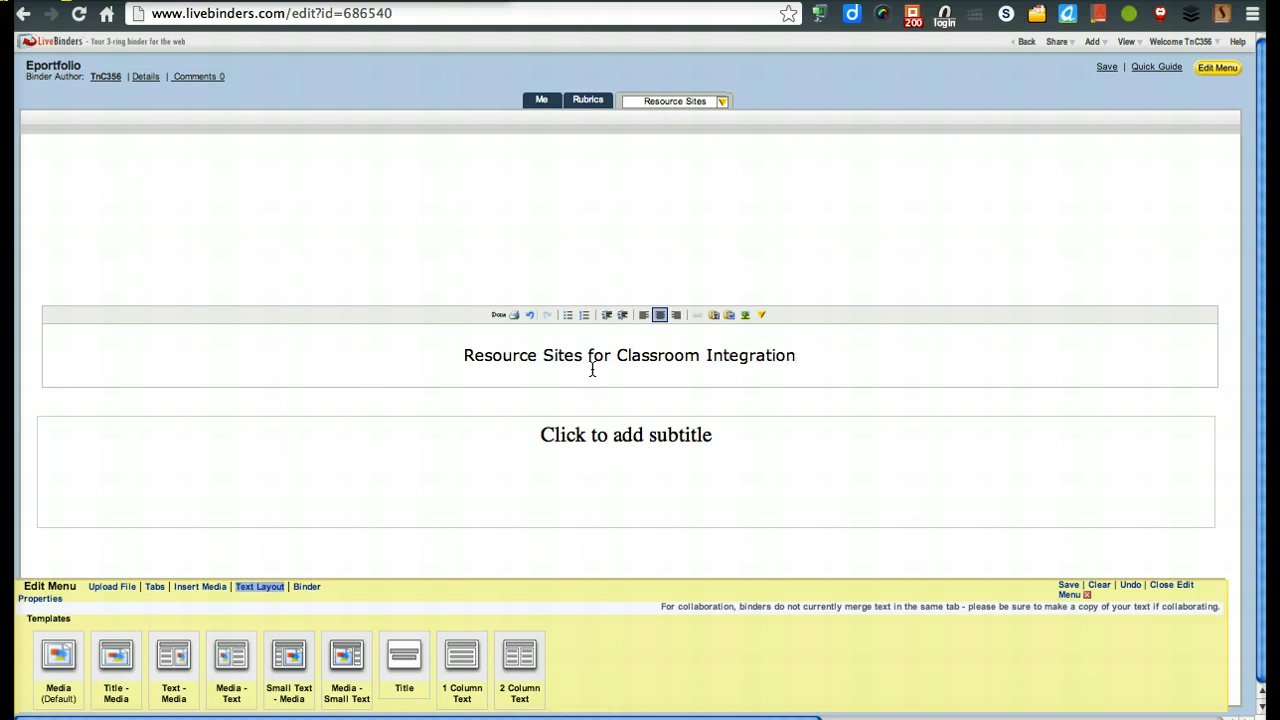 www.livebinders.com/edit?id=686540
200
login
LiveBinders - Your 3-ring binder for the web
Back Share Add View Welcome TnC356 Help
Eportfolio
Binder Author: TnC356 | Details | Comments 0
Save | Quick Guide Edit Menu
Me Rubrics Resource Sites
Done
Resource Sites for Classroom Integration
Click to add subtitle
Edit Menu Upload File | Tabs | Insert Media | Text Layout | Binder
Properties
Save | Clear | Undo | Close Edit
Menu
For collaboration, binders do not currently merge text in the same tab - please be sure to make a copy of your text if collaborating.
Templates
Media (Default)
Title - Media
Text - Media
Media - Text
Small Text - Media
Media - Small Text
Title
1 Column Text
2 Column Text